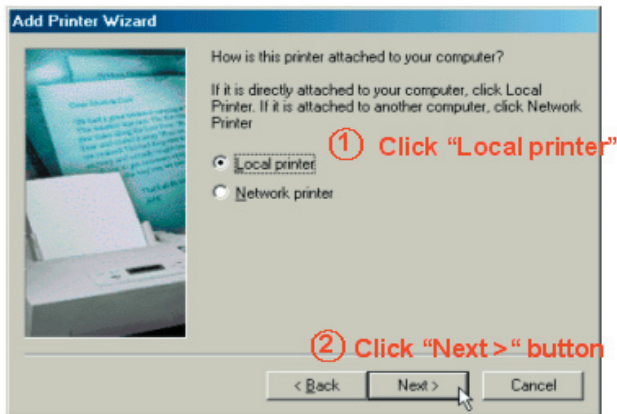 Add Printer Wizard
How is this printer attached to your computer?
If it is directly attached to your computer, click Local
Printer. If it is attached to another computer, click Network
Printer
① Click “Local printer”
Local printer
Network printer
② Click “Next >“ button
< Back Next > Cancel